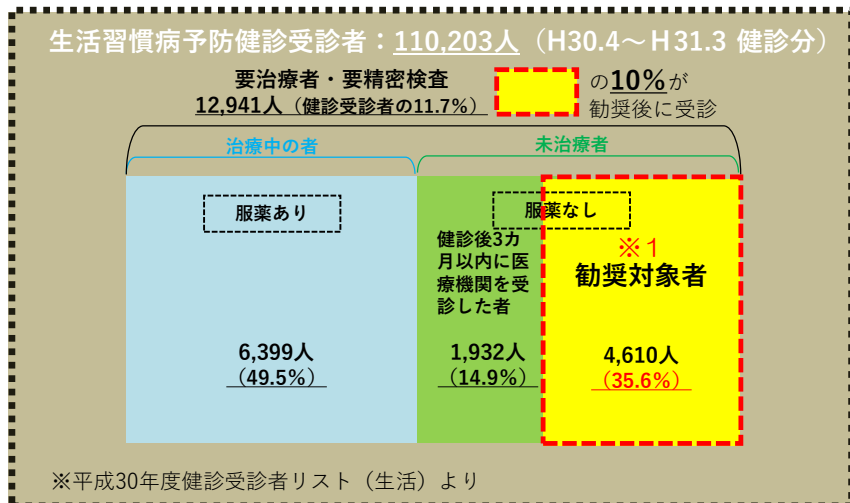 生活習慣病予防健診受診者：110,203人（H30.4～H31.3 健診分）
要治療者・要精密検査
12,941人（健診受診者の11.7%）
の10%が
勧奨後に受診
治療中の者
未治療者
服薬あり
服薬なし
健診後3カ
月以内に医
療機関を受
診した者
※１
勧奨対象者
6,399人
（49.5%）
1,932人
（14.9%）
4,610人
（35.6%）
※平成30年度健診受診者リスト（生活）より